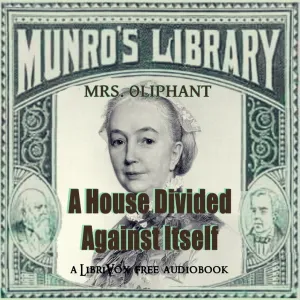 MUNRO'S LIBRARY
MRS. OLIPHANT
A House Divided
Against Itself
A LIBRIVOX FREE AUDIOBOOK